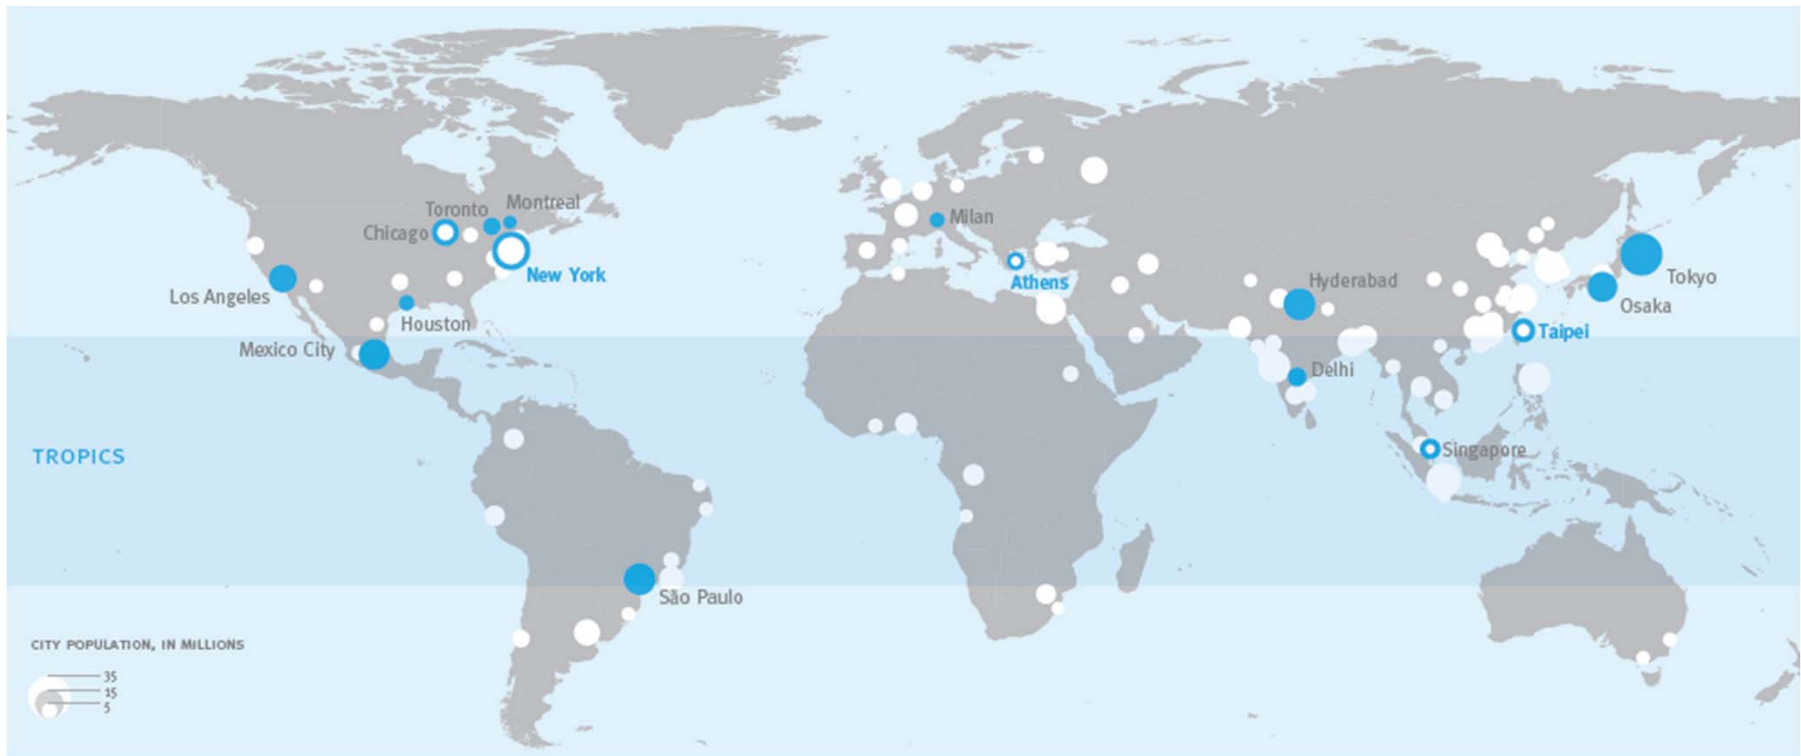 Toronto
Montreal
Chicago
New York
Los Angeles
Houston
Mexico City
Milan
Athens
Hyderabad
Tokyo
Osaka
Taipei
Delhi
Singapore
TROPICS
São Paulo
CITY POPULATION, IN MILLIONS
35
15
5